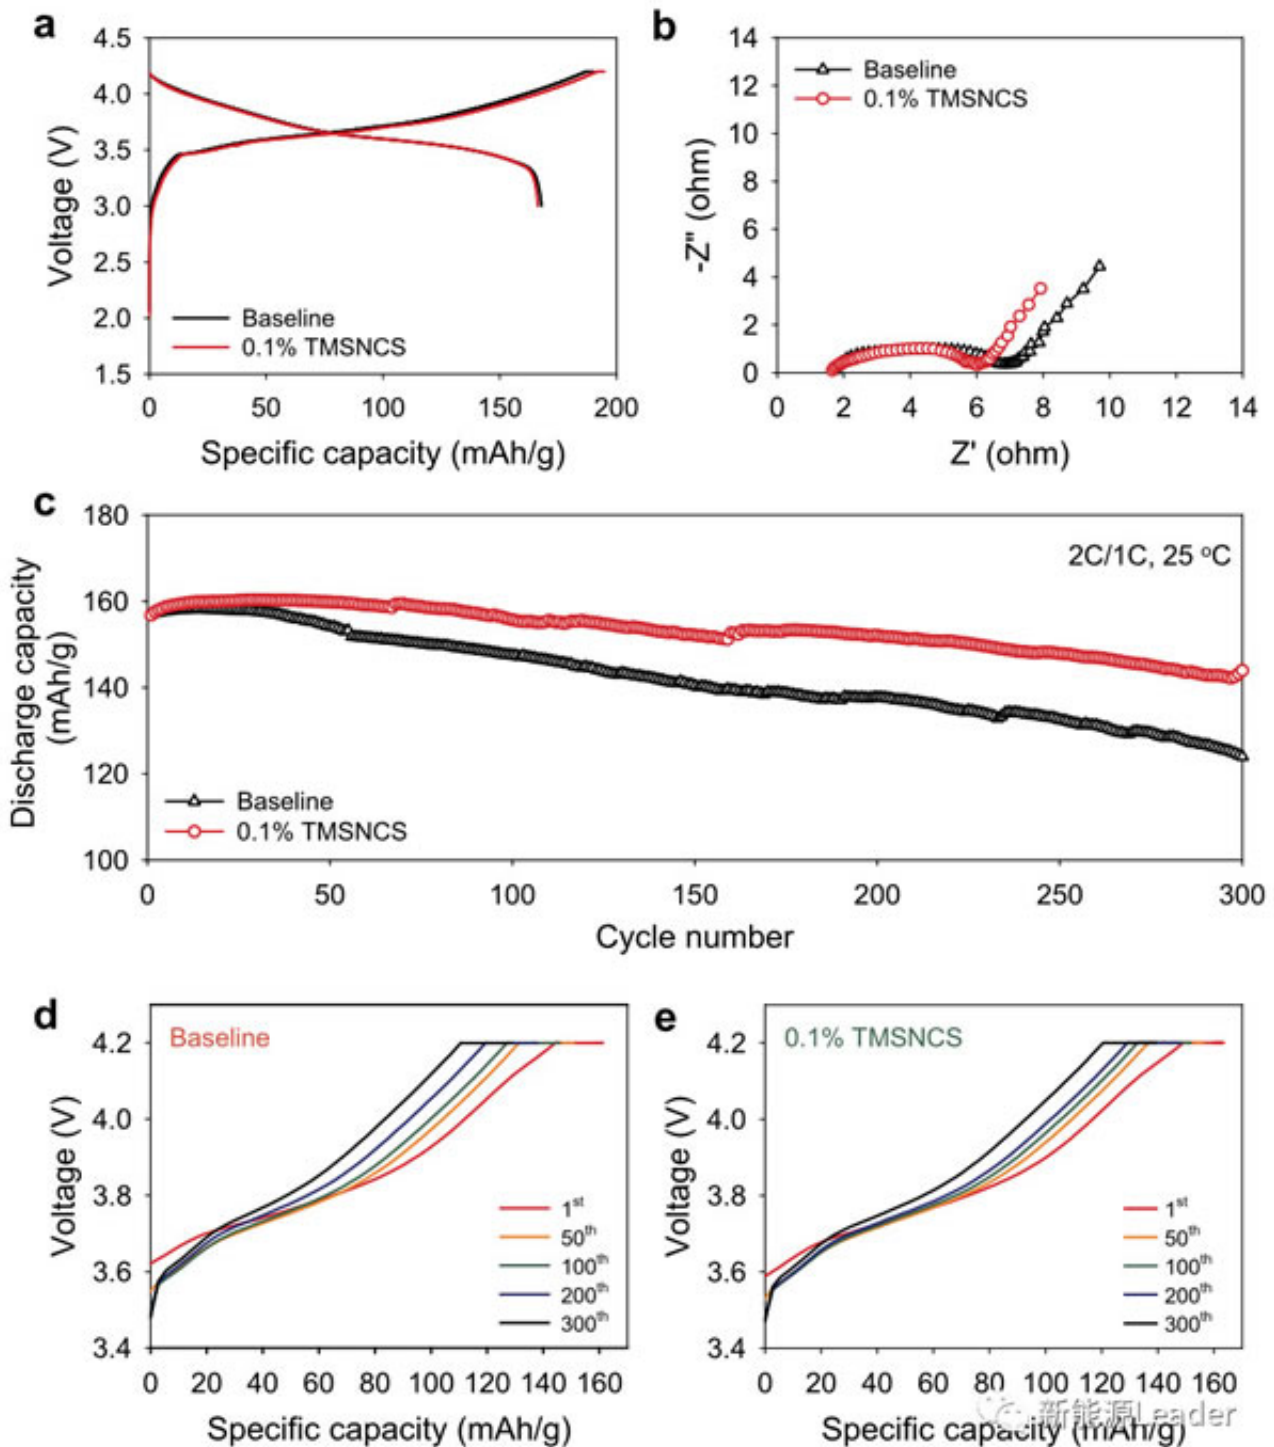 a
4.5
4.0
3.5
3.0
2.5
2.0
1.5
Voltage (V)
Baseline
0.1% TMSNCS
0 50 100 150 200
Specific capacity (mAh/g)
b
14
12
10
8
6
4
2
0
-Z" (ohm)
Baseline
0.1% TMSNCS
0 2 4 6 8 10 12 14
Z' (ohm)
c
180
160
140
120
100
Discharge capacity
(mAh/g)
2C/1C, 25 °C
Baseline
0.1% TMSNCS
0 50 100 150 200 250 300
Cycle number
d
4.2
4.0
3.8
3.6
3.4
Voltage (V)
Baseline
1st
50th
100th
200th
300th
0 20 40 60 80 100 120 140 160
Specific capacity (mAh/g)
e
4.2
4.0
3.8
3.6
3.4
Voltage (V)
0.1% TMSNCS
1st
50th
100th
200th
300th
0 20 40 60 80 100 120 140 160
Specific capacity (mAh/g)
新能源Leader